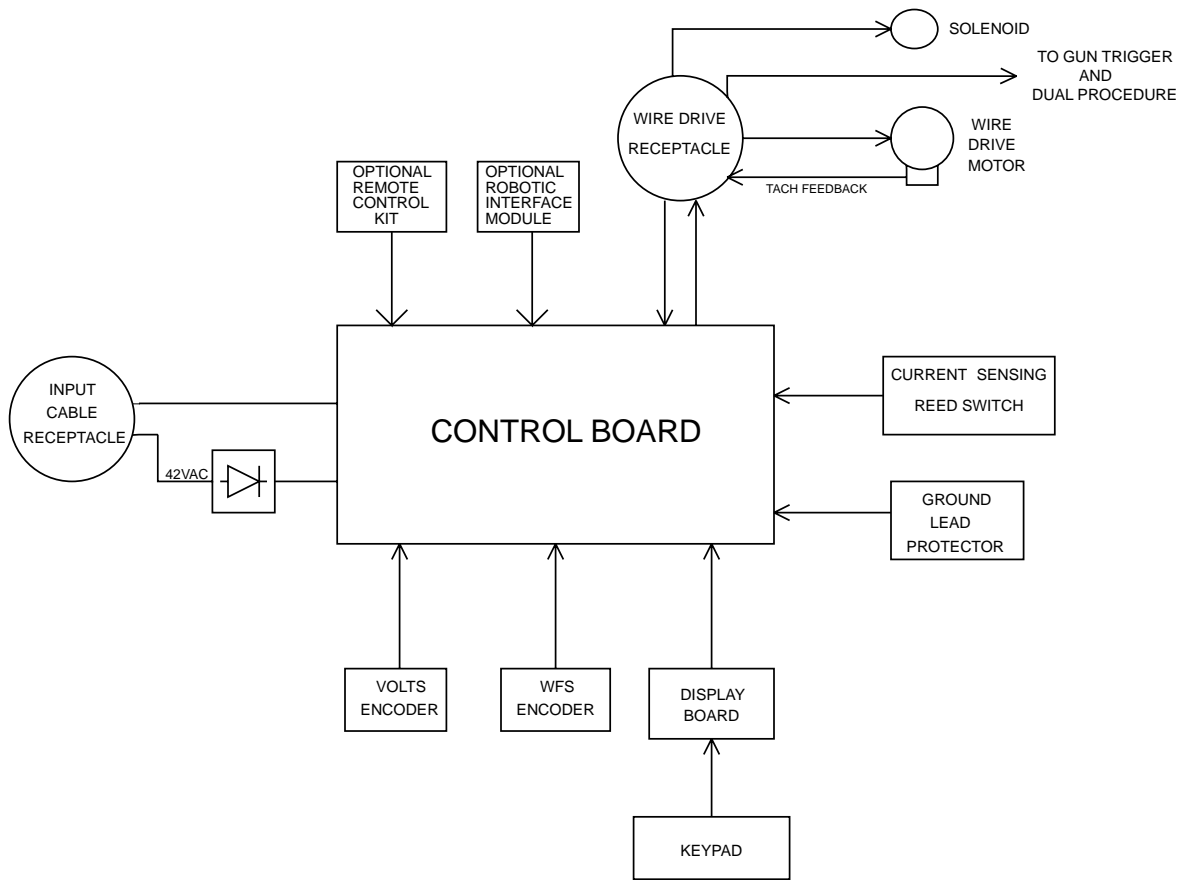 SOLENOID
TO GUN TRIGGER
AND
DUAL PROCEDURE
WIRE DRIVE
RECEPTACLE
WIRE
DRIVE
MOTOR
TACH FEEDBACK
OPTIONAL
REMOTE
CONTROL
KIT
OPTIONAL
ROBOTIC
INTERFACE
MODULE
INPUT
CABLE
RECEPTACLE
42VAC
CONTROL BOARD
CURRENT SENSING
REED SWITCH
GROUND
LEAD
PROTECTOR
VOLTS
ENCODER
WFS
ENCODER
DISPLAY
BOARD
KEYPAD